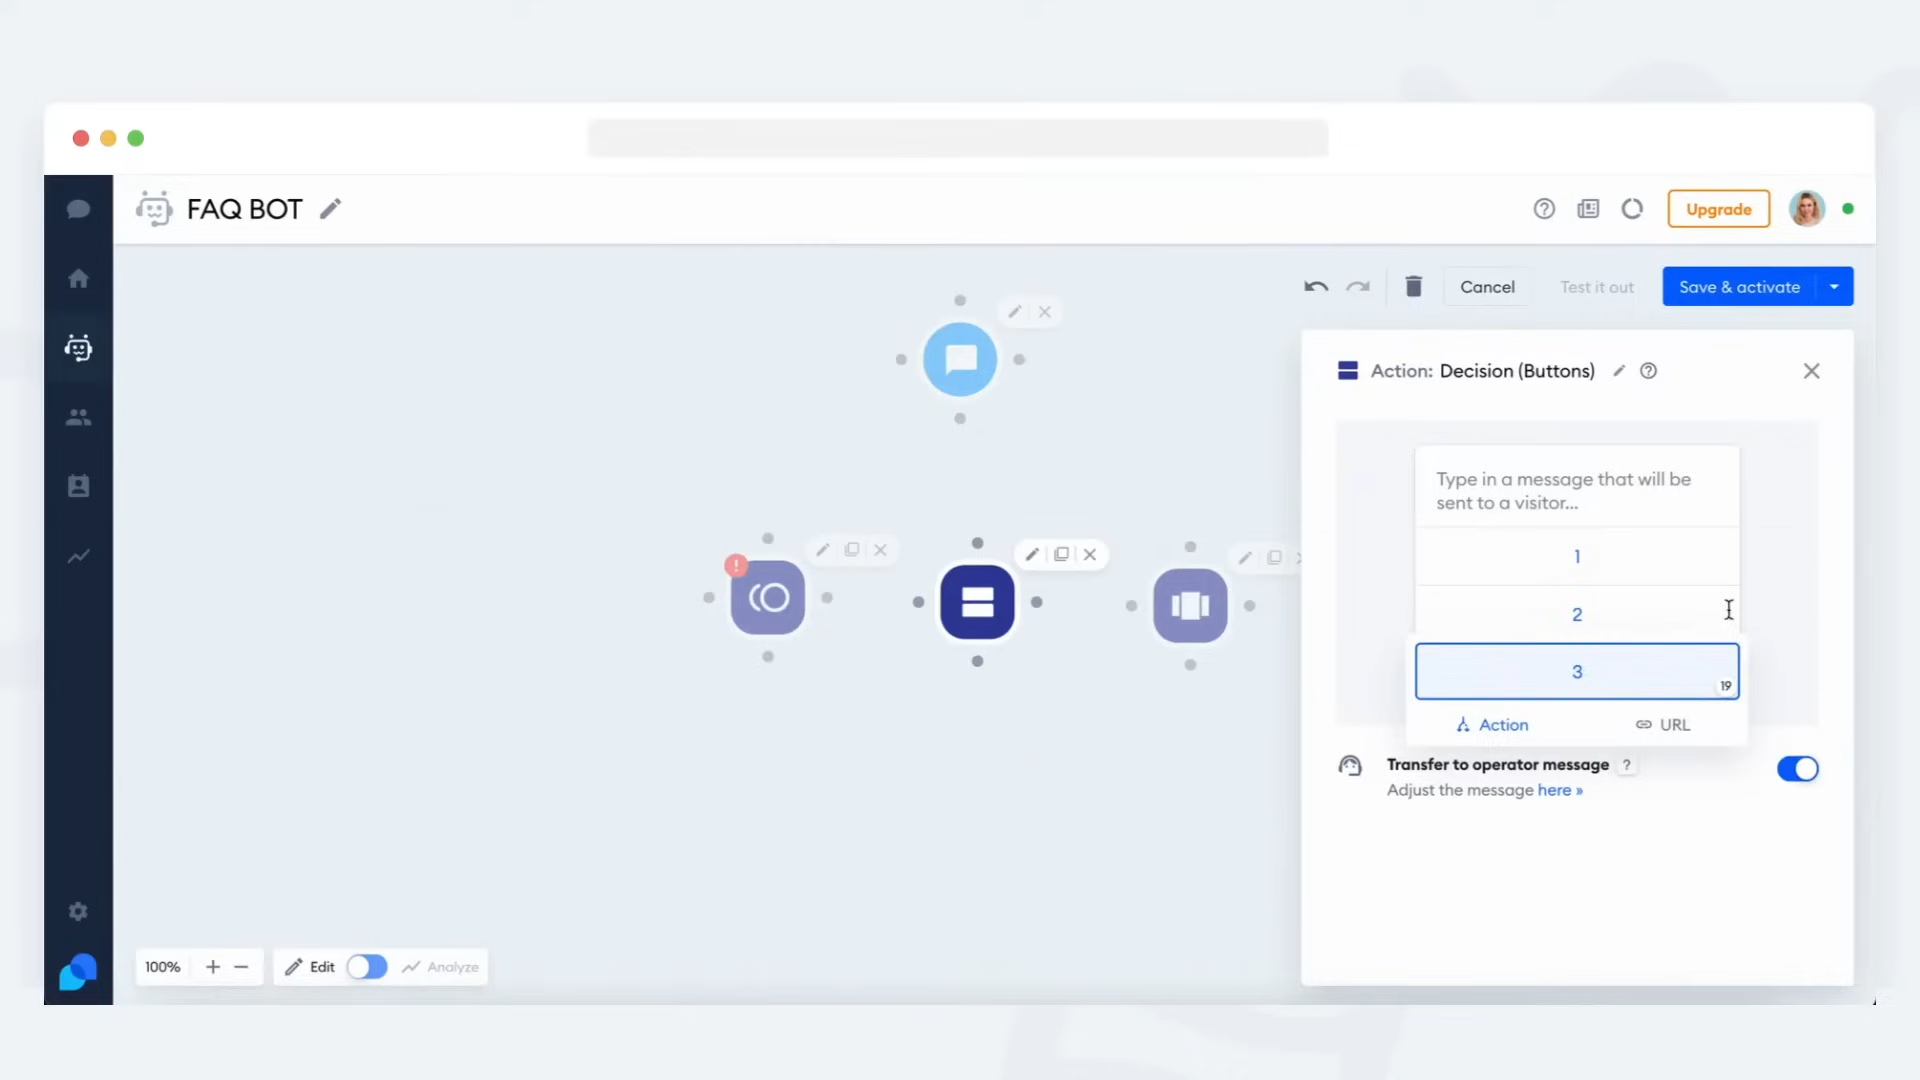 FAQ BOT
Upgrade
Cancel
Test it out
Save & activate
Action: Decision (Buttons)
Type in a message that will be
sent to a visitor...
1
2
3
19
Action
URL
Transfer to operator message ?
Adjust the message here »
100%
Edit
Analyze